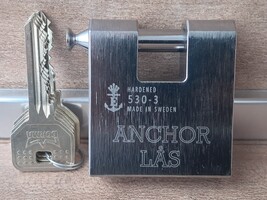 HARDENED
530-3
MADE IN SWEDEN
ANCHOR
LÅS